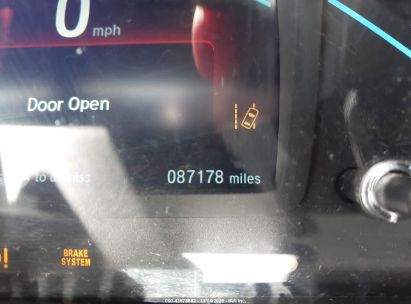 0 mph
Door Open
to dismiss
087178 miles
BRAKE
SYSTEM